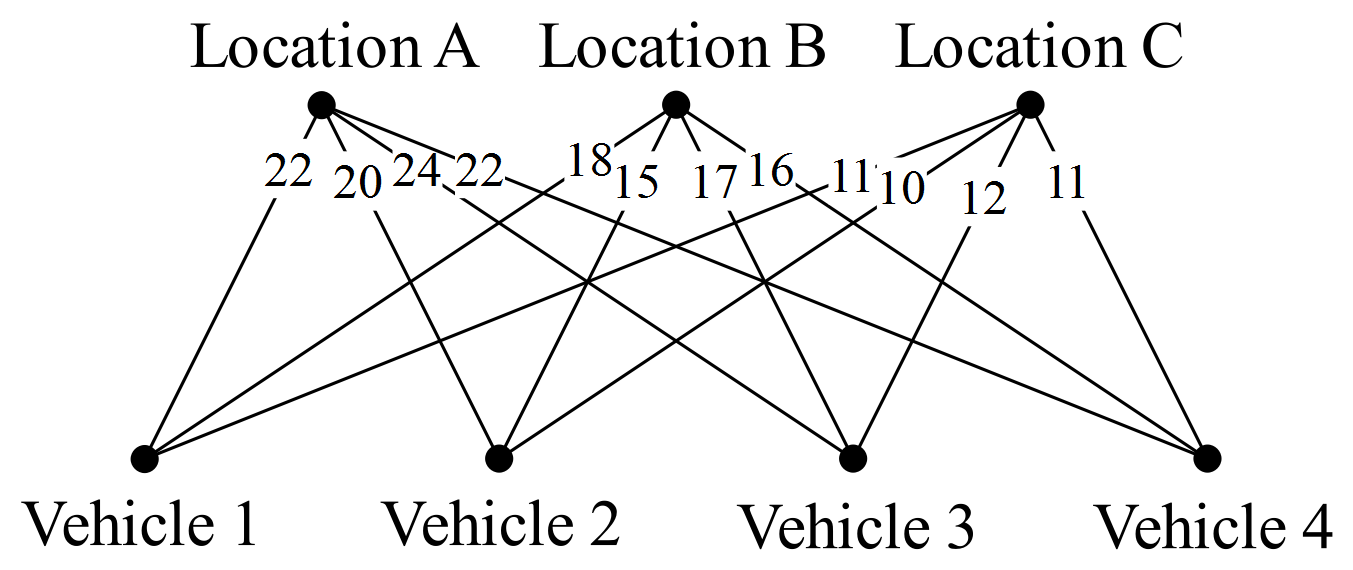 Location A Location B Location C
22 20 24 22 18 15 17 16 11 10 12 11
Vehicle 1 Vehicle 2 Vehicle 3 Vehicle 4